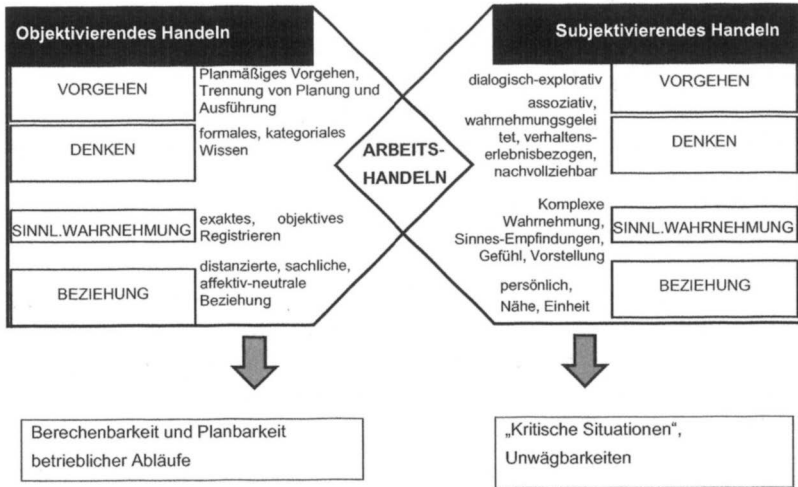 Objektivierendes Handeln
VORGEHEN
Planmäßiges Vorgehen,
Trennung von Planung und
Ausführung
DENKEN
formales, kategoriales
Wissen
SINNL.WAHRNEHMUNG
exaktes, objektives
Registrieren
BEZIEHUNG
distanzierte, sachliche,
affektiv-neutrale
Beziehung
ARBEITS-
HANDELN
Subjektivierendes Handeln
dialogisch-explorativ
VORGEHEN
assoziativ,
wahrnehmungsgelei
tet, verhaltens-
erlebnisbezogen,
nachvollziehbar
DENKEN
Komplexe
Wahrnehmung,
Sinnes-Empfindungen,
Gefühl, Vorstellung
SINNL.WAHRNEHMUNG
persönlich,
Nähe, Einheit
BEZIEHUNG
Berechenbarkeit und Planbarkeit
betrieblicher Abläufe
„Kritische Situationen“,
Unwägbarkeiten